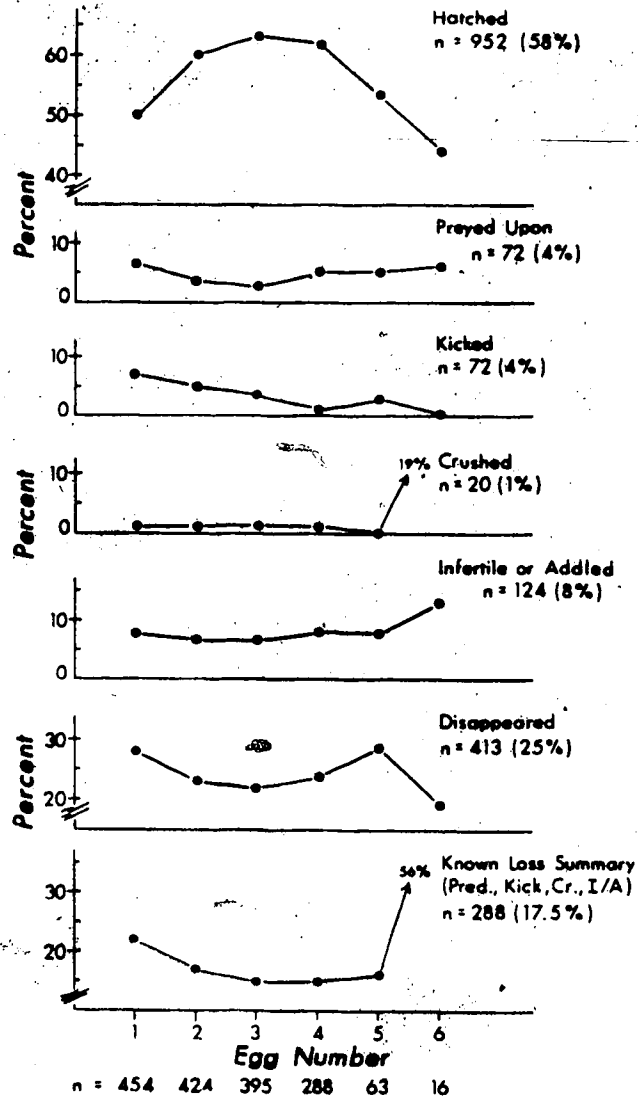 Hatched
n = 952 (58%)
60
50
40
Percent
Preyed Upon
n = 72 (4%)
10
0
Kicked
n = 72 (4%)
10
0
19% Crushed
n = 20 (1%)
10
0
Percent
Infertile or Addled
n = 124 (8%)
10
0
Disappeared
n = 413 (25%)
30
20
Percent
56% Known Loss Summary
(Pred., Kick, Cr., I/A)
n = 288 (17.5%)
30
20
1 2 3 4 5 6
Egg Number
n = 454 424 395 288 63 16